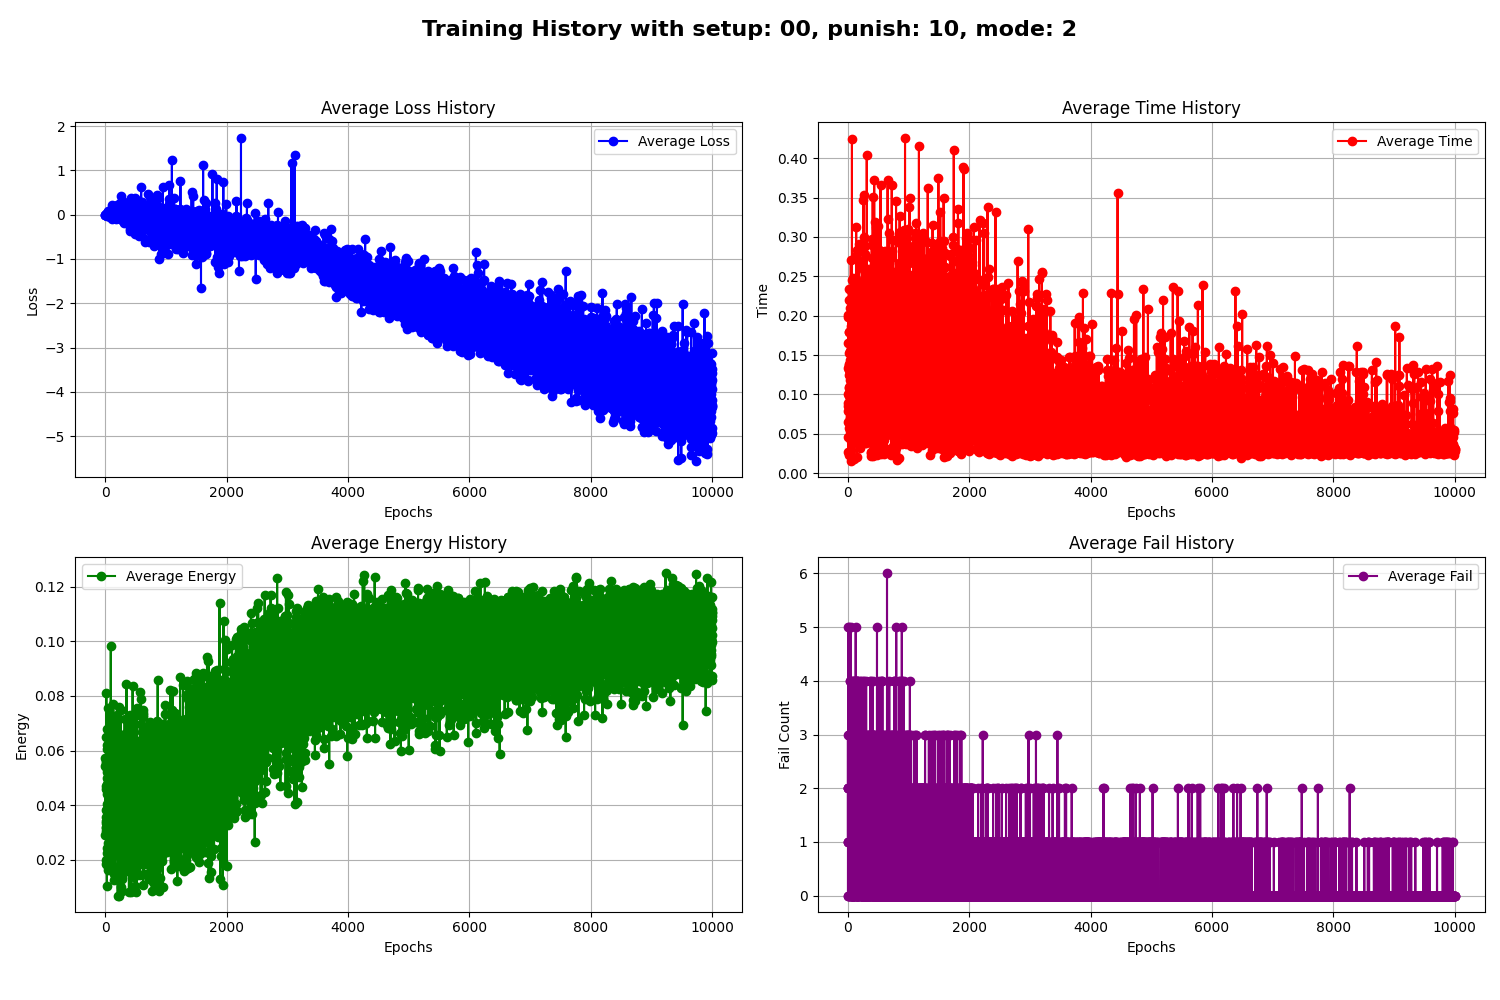 Training History with setup: 00, punish: 10, mode: 2
Average Loss History
Average Loss
2
1
0
−1
−2
−3
−4
−5
Loss
0 2000 4000 6000 8000 10000
Epochs
Average Time History
Average Time
0.40
0.35
0.30
0.25
0.20
0.15
0.10
0.05
0.00
Time
0 2000 4000 6000 8000 10000
Epochs
Average Energy History
Average Energy
0.12
0.10
0.08
0.06
0.04
0.02
Energy
0 2000 4000 6000 8000 10000
Epochs
Average Fail History
Average Fail
6
5
4
3
2
1
0
Fail Count
0 2000 4000 6000 8000 10000
Epochs